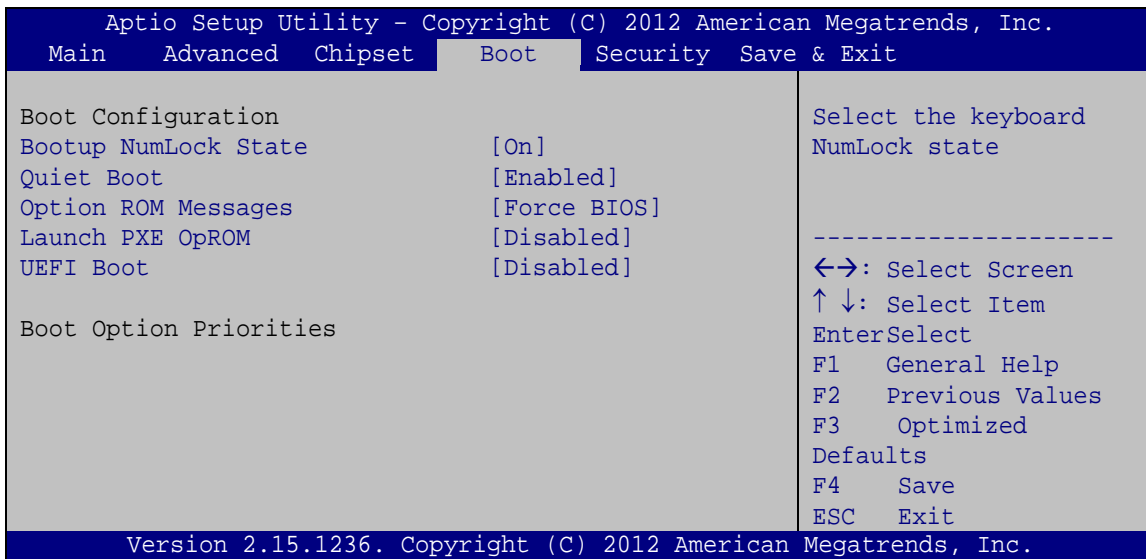 Aptio Setup Utility – Copyright (C) 2012 American Megatrends, Inc.
Main Advanced Chipset Boot Security Save & Exit
Boot Configuration
Bootup NumLock State [On]
Quiet Boot [Enabled]
Option ROM Messages [Force BIOS]
Launch PXE OpROM [Disabled]
UEFI Boot [Disabled]
Boot Option Priorities
Select the keyboard
NumLock state
---------------------
←→: Select Screen
↑ ↓: Select Item
EnterSelect
F1 General Help
F2 Previous Values
F3 Optimized
Defaults
F4 Save
ESC Exit
Version 2.15.1236. Copyright (C) 2012 American Megatrends, Inc.